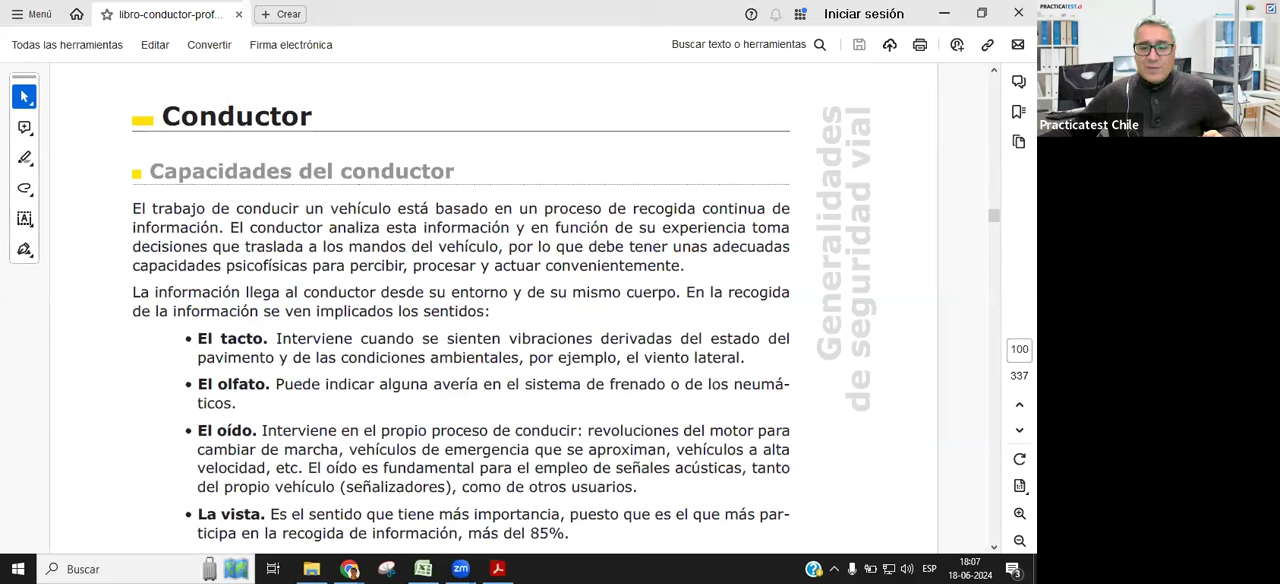 Menú
libro-conductor-prof...
Crear
Iniciar sesión
Todas las herramientas
Editar
Convertir
Firma electrónica
Buscar texto o herramientas
Conductor
Capacidades del conductor
El trabajo de conducir un vehículo está basado en un proceso de recogida continua de
información. El conductor analiza esta información y en función de su experiencia toma
decisiones que traslada a los mandos del vehículo, por lo que debe tener unas adecuadas
capacidades psicofísicas para percibir, procesar y actuar convenientemente.
La información llega al conductor desde su entorno y de su mismo cuerpo. En la recogida
de la información se ven implicados los sentidos:
• El tacto. Interviene cuando se sienten vibraciones derivadas del estado del
pavimento y de las condiciones ambientales, por ejemplo, el viento lateral.
• El olfato. Puede indicar alguna avería en el sistema de frenado o de los neumá-
ticos.
• El oído. Interviene en el propio proceso de conducir: revoluciones del motor para
cambiar de marcha, vehículos de emergencia que se aproximan, vehículos a alta
velocidad, etc. El oído es fundamental para el empleo de señales acústicas, tanto
del propio vehículo (señalizadores), como de otros usuarios.
• La vista. Es el sentido que tiene más importancia, puesto que es el que más par-
ticipa en la recogida de información, más del 85%.
Generalidades
de seguridad vial
100
337
PRACTICATEST.cl
Practicatest Chile
Buscar
zm
ESP
18:07
18-06-2024
3